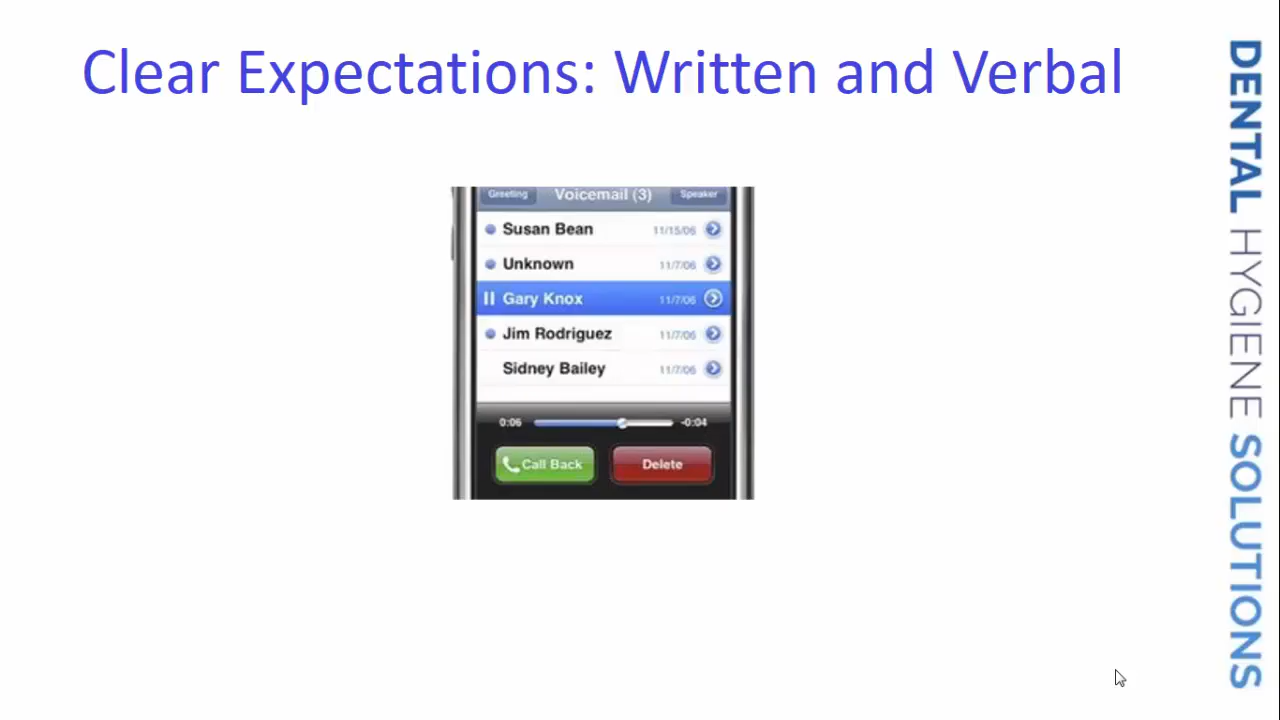 Clear Expectations: Written and Verbal
Greeting Voicemail (3) Speaker
Susan Bean 11/15/06
Unknown 11/7/06
Gary Knox 11/7/06
Jim Rodriguez 11/7/06
Sidney Bailey 11/7/06
0:06 -0:04
Call Back Delete
DENTAL HYGIENE SOLUTIONS